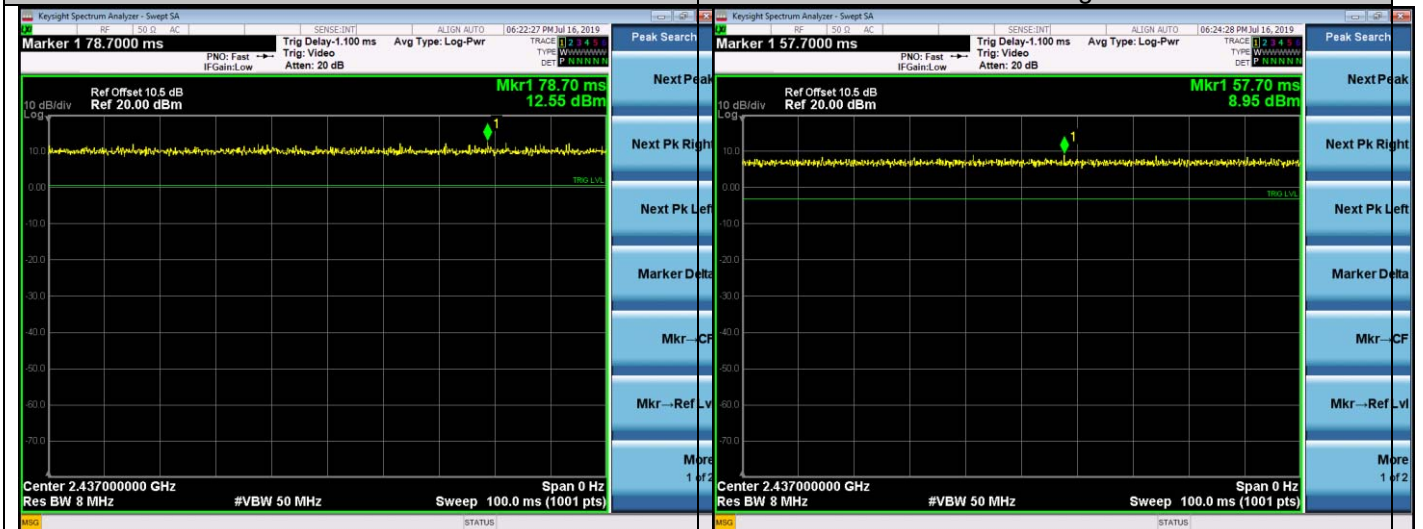 Keysight Spectrum Analyzer - Swept SA
RF 50 Ω AC SENSE:INT ALIGN AUTO 06:22:27 PM Jul 16, 2019
Marker 1 78.7000 ms
PNO: Fast
IFGain:Low
Trig Delay-1.100 ms
Trig: Video
Atten: 20 dB
Avg Type: Log-Pwr
TRACE 1 2 3 4 5 6
TYPE WWWWWW
DET P NNNNN
Ref Offset 10.5 dB
10 dB/div Ref 20.00 dBm
Log
Mkr1 78.70 ms
12.55 dBm
1
10.0
0.00
TRIG LVL
-10.0
-20.0
-30.0
-40.0
-50.0
-60.0
-70.0
Center 2.437000000 GHz Span 0 Hz
Res BW 8 MHz #VBW 50 MHz Sweep 100.0 ms (1001 pts)
MSG STATUS
Peak Search
Next Peak
Next Pk Right
Next Pk Left
Marker Delta
Mkr→CF
Mkr→Ref Lvl
More
1 of 2
Keysight Spectrum Analyzer - Swept SA
RF 50 Ω AC SENSE:INT ALIGN AUTO 06:24:28 PM Jul 16, 2019
Marker 1 57.7000 ms
PNO: Fast
IFGain:Low
Trig Delay-1.100 ms
Trig: Video
Atten: 20 dB
Avg Type: Log-Pwr
TRACE 1 2 3 4 5 6
TYPE WWWWWW
DET P NNNNN
Ref Offset 10.5 dB
10 dB/div Ref 20.00 dBm
Log
Mkr1 57.70 ms
8.95 dBm
1
10.0
0.00
TRIG LVL
-10.0
-20.0
-30.0
-40.0
-50.0
-60.0
-70.0
Center 2.437000000 GHz Span 0 Hz
Res BW 8 MHz #VBW 50 MHz Sweep 100.0 ms (1001 pts)
MSG STATUS
Peak Search
Next Peak
Next Pk Right
Next Pk Left
Marker Delta
Mkr→CF
Mkr→Ref Lvl
More
1 of 2